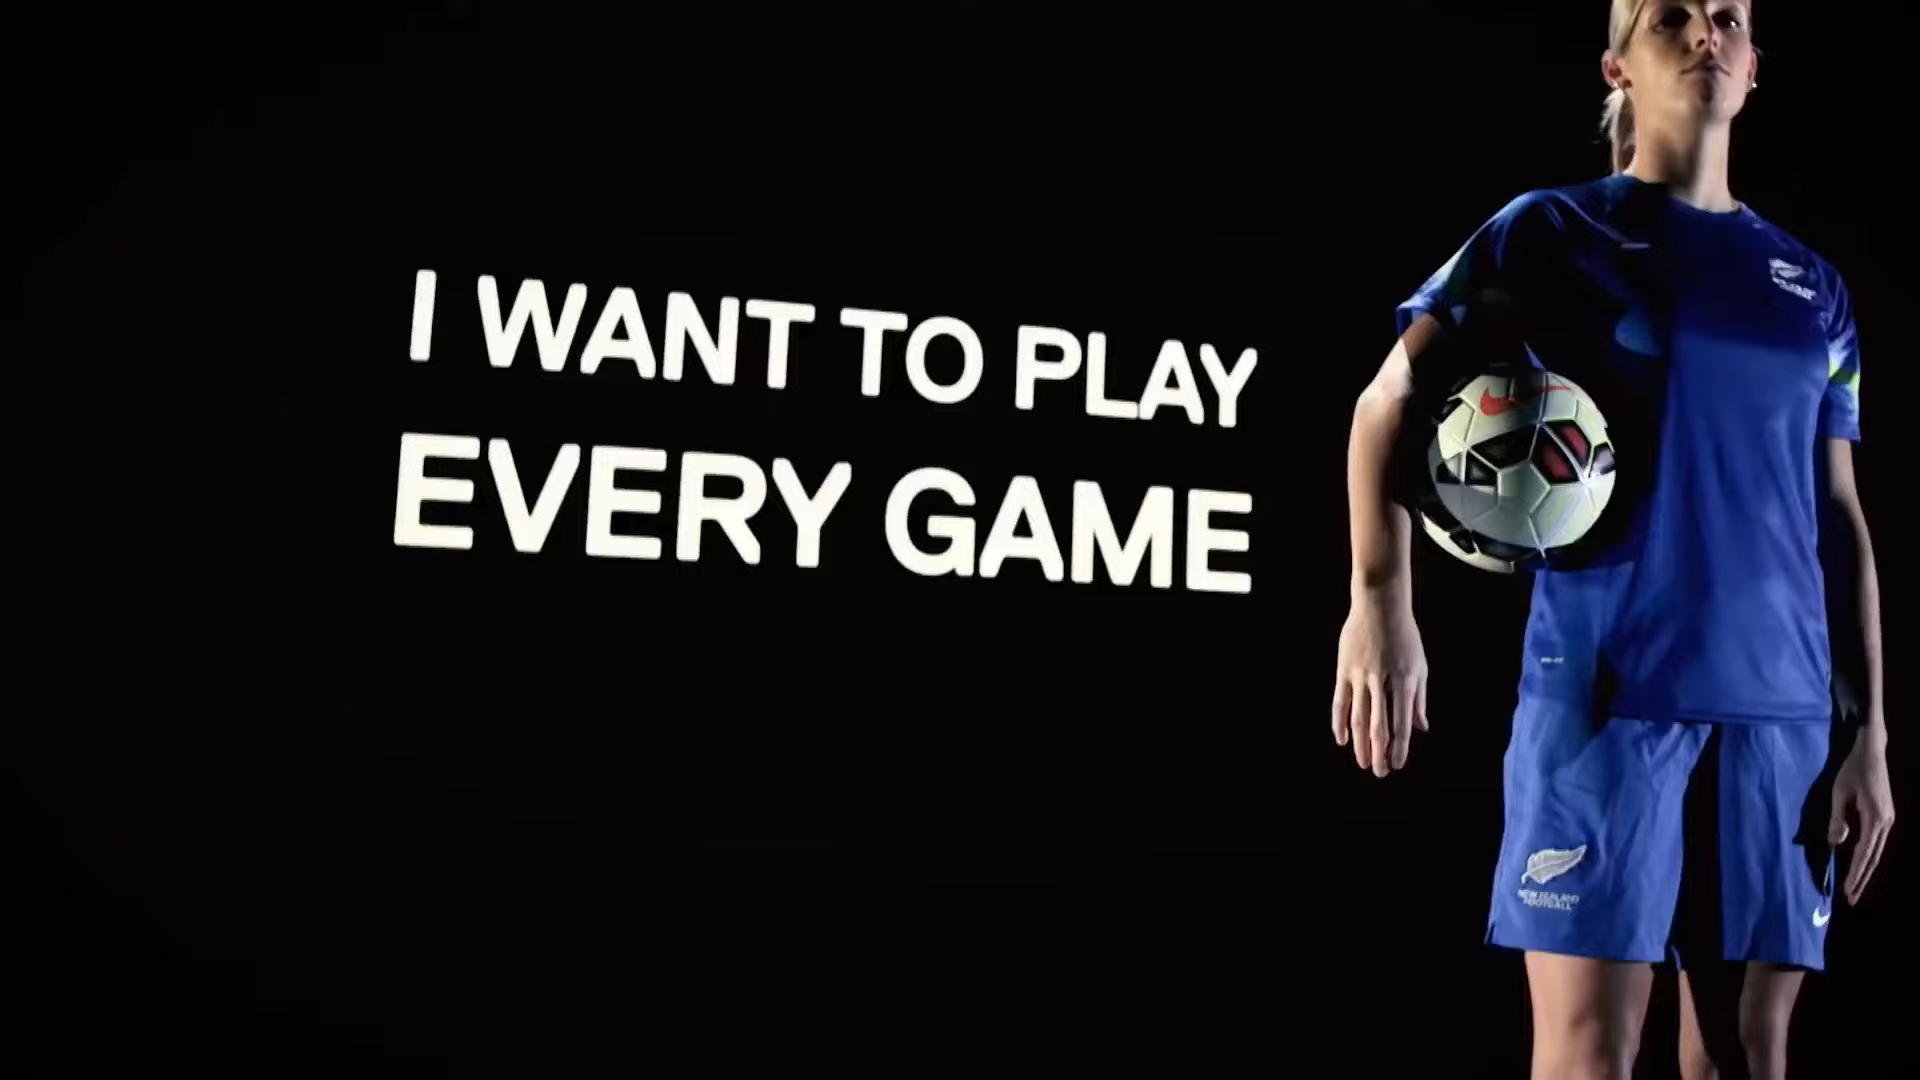 I WANT TO PLAY
EVERY GAME
NEW ZEALAND
FOOTBALL